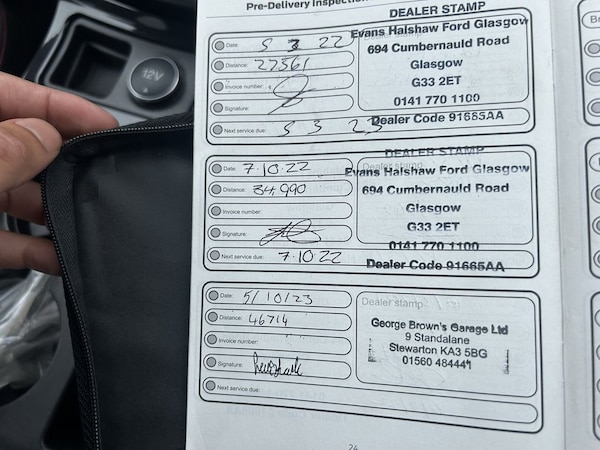 Pre-Delivery Inspection
DEALER STAMP
Evans Halshaw Ford Glasgow
694 Cumbernauld Road
Glasgow
G33 2ET
0141 770 1100
Dealer Code 91665AA
Date: 5 3 22
Distance: 27561
Invoice number:
Signature:
Next service due: 5 3 23
DEALER STAMP
Dealer stamp
Evans Halshaw Ford Glasgow
694 Cumbernauld Road
Glasgow
G33 2ET
0141 770 1100
Dealer Code 91665AA
Date: 7.10.22
Distance: 34,990
Invoice number:
Signature:
Next service due: 7.10.22
Date: 5/10/23
Distance: 46714
Invoice number:
Signature:
Next service due:
Dealer stamp
George Brown's Garage Ltd
9 Standalane
Stewarton KA3 5BG
01560 484441
24
12V